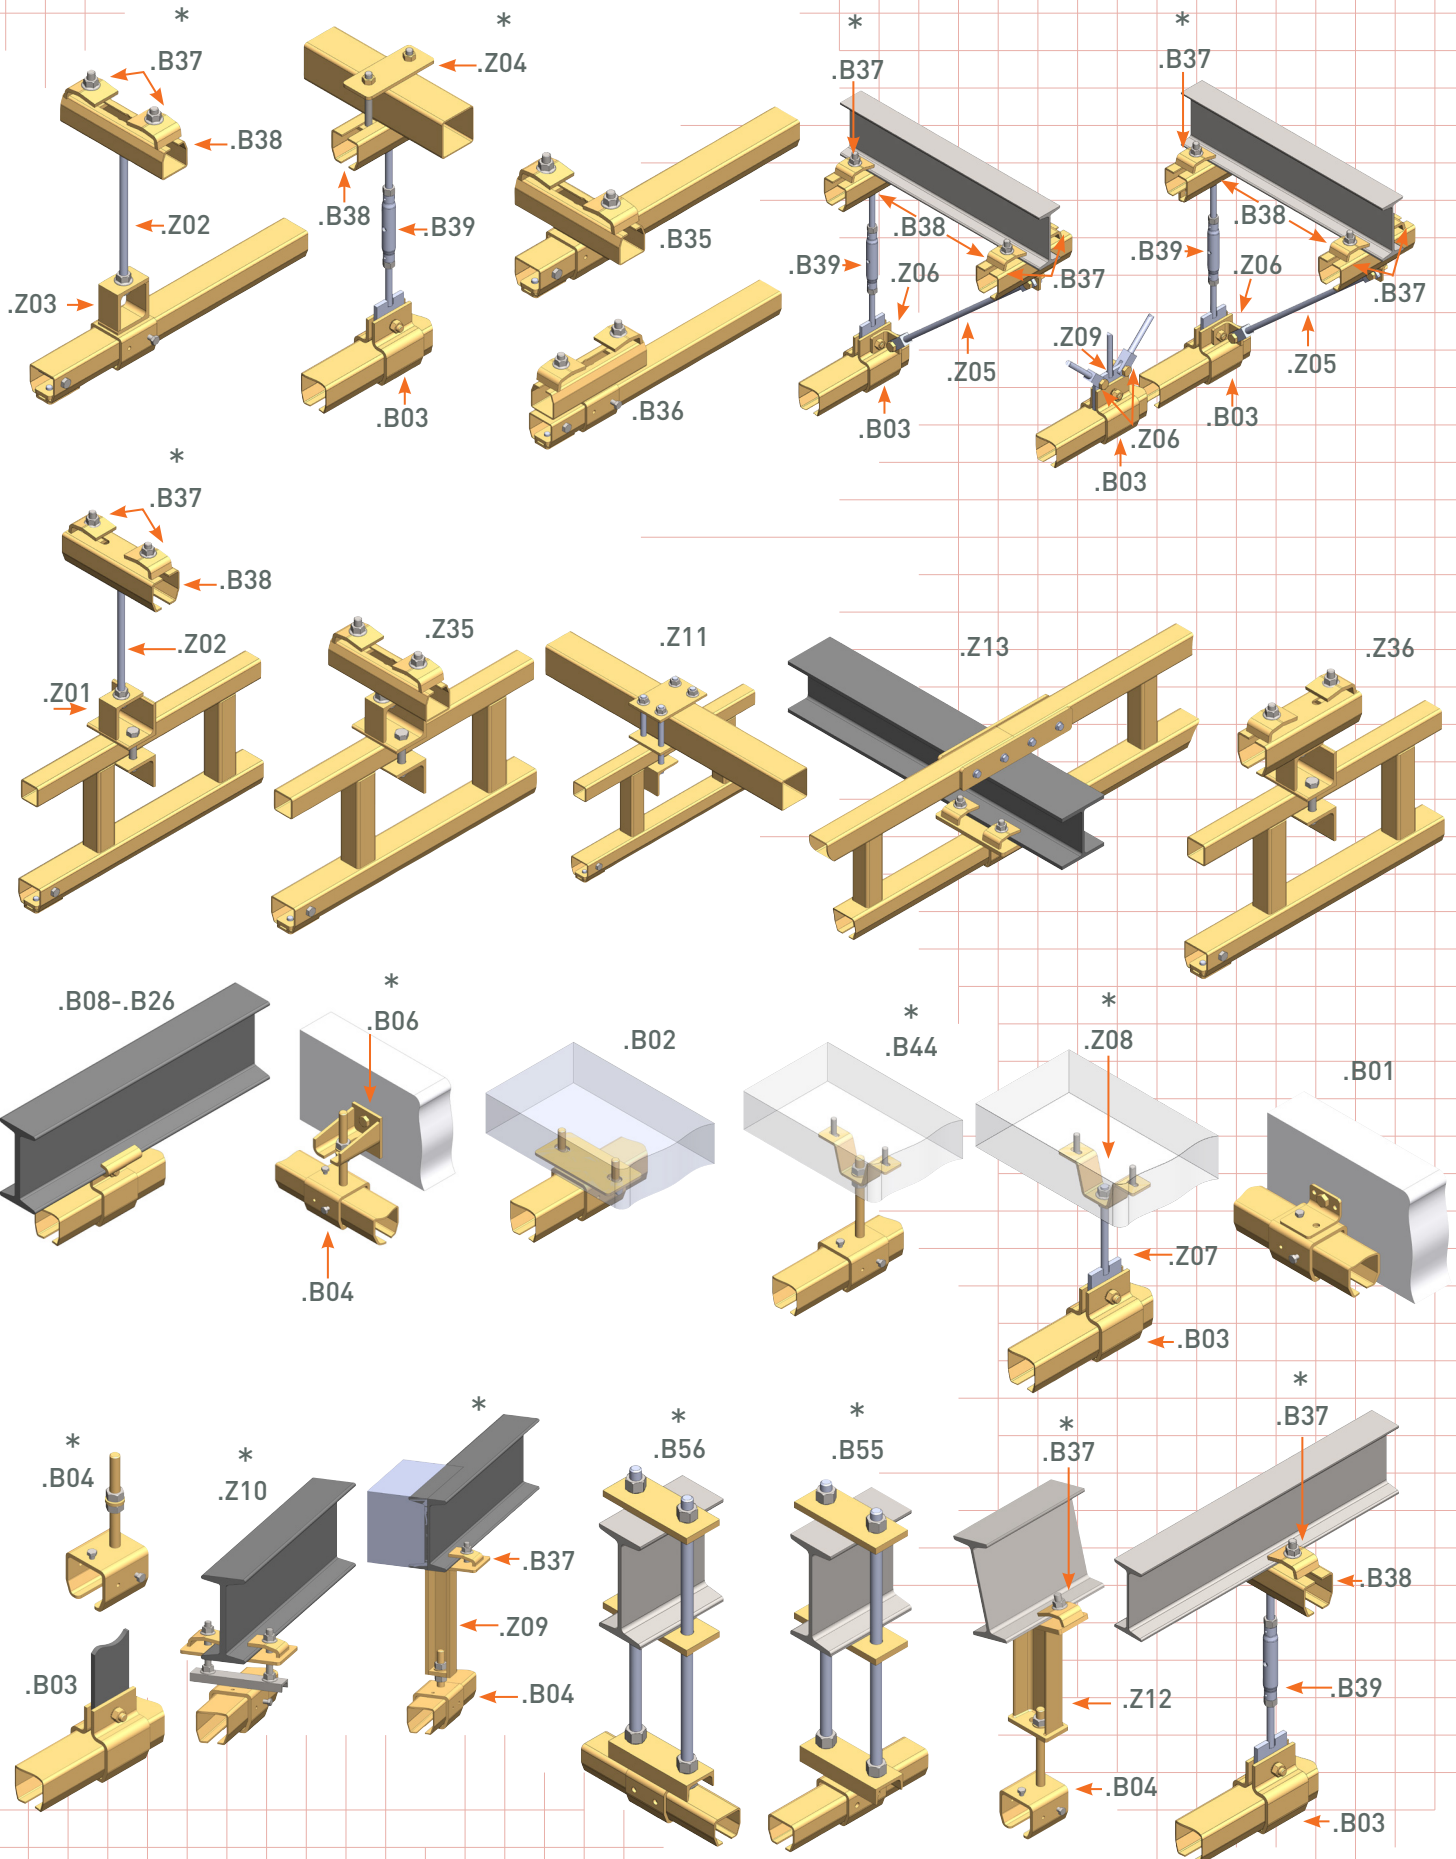 *
.B37
.B38
.Z02
.Z03
*
.Z04
.B38
.B39
.B03
.B35
.B36
*
.B37
.B38
.B39
.Z06
.B37
.Z05
.B03
*
.B37
.B38
.B39
.Z06
.B37
.Z09
.Z05
.B03
.Z06
.B03
*
.B37
.B38
.Z02
.Z01
.Z35
.Z11
.Z13
.Z36
.B08-.B26
*
.B06
.B04
.B02
*
.B44
*
.Z08
.Z07
.B03
.B01
*
.B04
.B03
*
.Z10
*
.B37
.Z09
.B04
*
.B56
*
.B55
*
.B37
.Z12
.B04
*
.B37
.B38
.B39
.B03